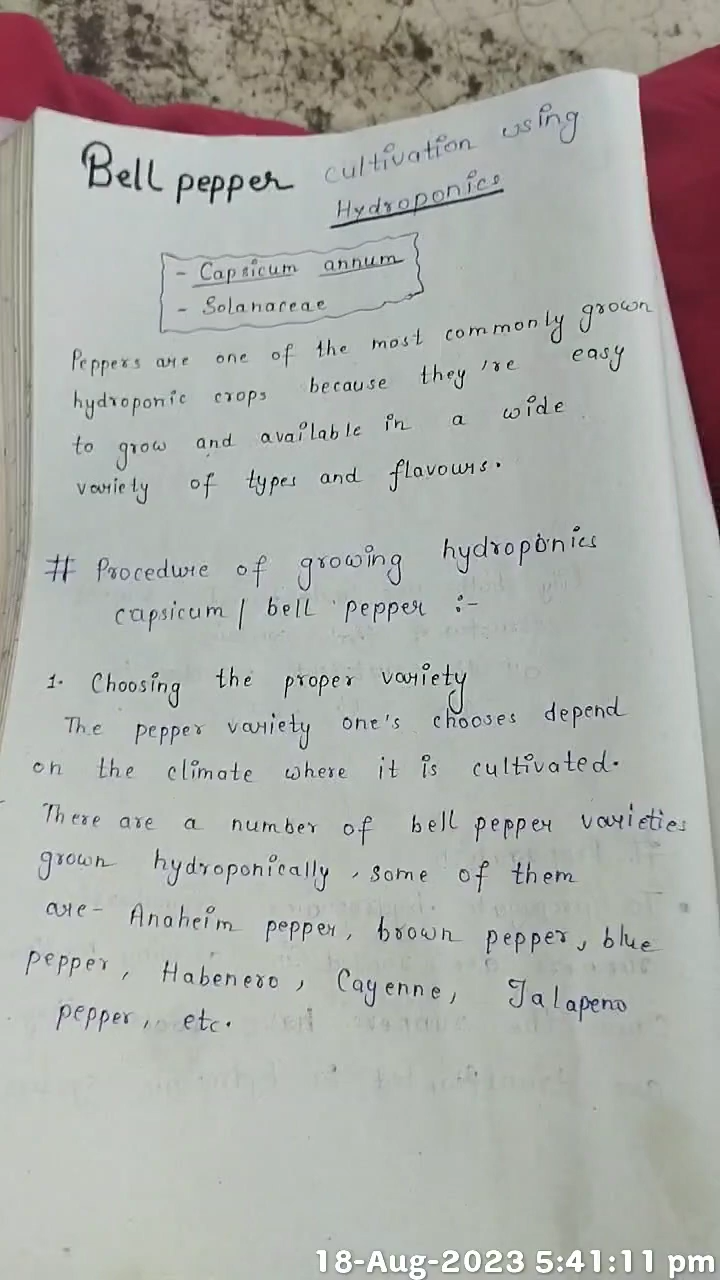 Bell pepper cultivation using
Hydroponics
- Capsicum annum
- Solanaceae
Peppers are one of the most commonly grown
hydroponic crops because they're easy
to grow and available in a wide
variety of types and flavours.
# Procedure of growing hydroponics
capsicum / bell pepper :-
1. Choosing the proper variety
The pepper variety one's chooses depend
on the climate where it is cultivated.
There are a number of bell pepper varieties
grown hydroponically, some of them
are- Anaheim pepper, brown pepper, blue
pepper, Habenero, Cayenne, Jalapeno
pepper, etc.
18-Aug-2023 5:41:11 pm